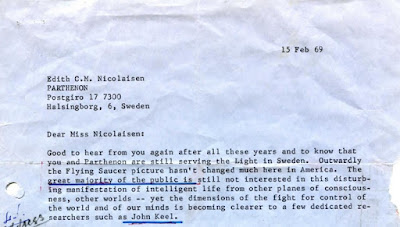 15 Feb 69
Edith C.M. Nicolaisen
PARTHENON
Postgiro 17 7300
Halsingborg, 6, Sweden
Dear Miss Nicolaisen:
Good to hear from you again after all these years and to know that
you and Parthenon are still serving the Light in Sweden. Outwardly
the Flying Saucer picture hasn't changed much here in America. The
great majority of the public is still not interested in this disturb-
ing manifestation of intelligent life from other planes of conscious-
ness, other worlds -- yet the dimensions of the fight for control
of the world and of our minds is becoming clearer to a few dedicated re-
searchers such as John Keel.